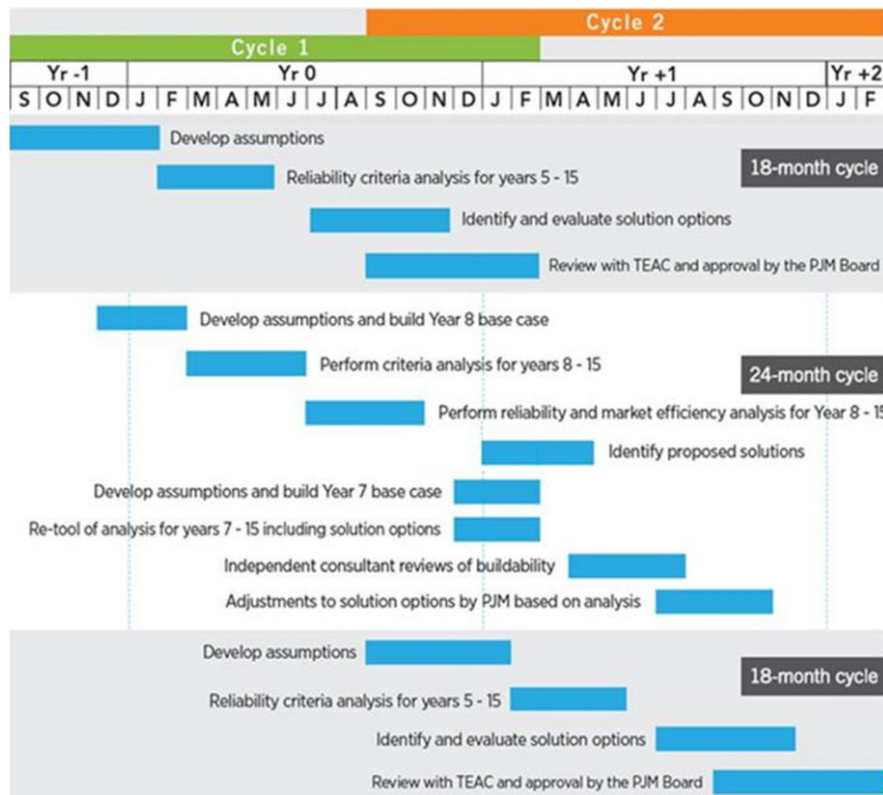 Cycle 2
Cycle 1
Yr -1 Yr 0 Yr +1 Yr +2
S O N D J F M A M J J A S O N D J F M A M J J A S O N D J F
Develop assumptions
18-month cycle
Reliability criteria analysis for years 5 - 15
Identify and evaluate solution options
Review with TEAC and approval by the PJM Board
Develop assumptions and build Year 8 base case
Perform criteria analysis for years 8 - 15
24-month cycle
Perform reliability and market efficiency analysis for Year 8 - 15
Identify proposed solutions
Develop assumptions and build Year 7 base case
Re-tool of analysis for years 7 - 15 including solution options
Independent consultant reviews of buildability
Adjustments to solution options by PJM based on analysis
Develop assumptions
18-month cycle
Reliability criteria analysis for years 5 - 15
Identify and evaluate solution options
Review with TEAC and approval by the PJM Board